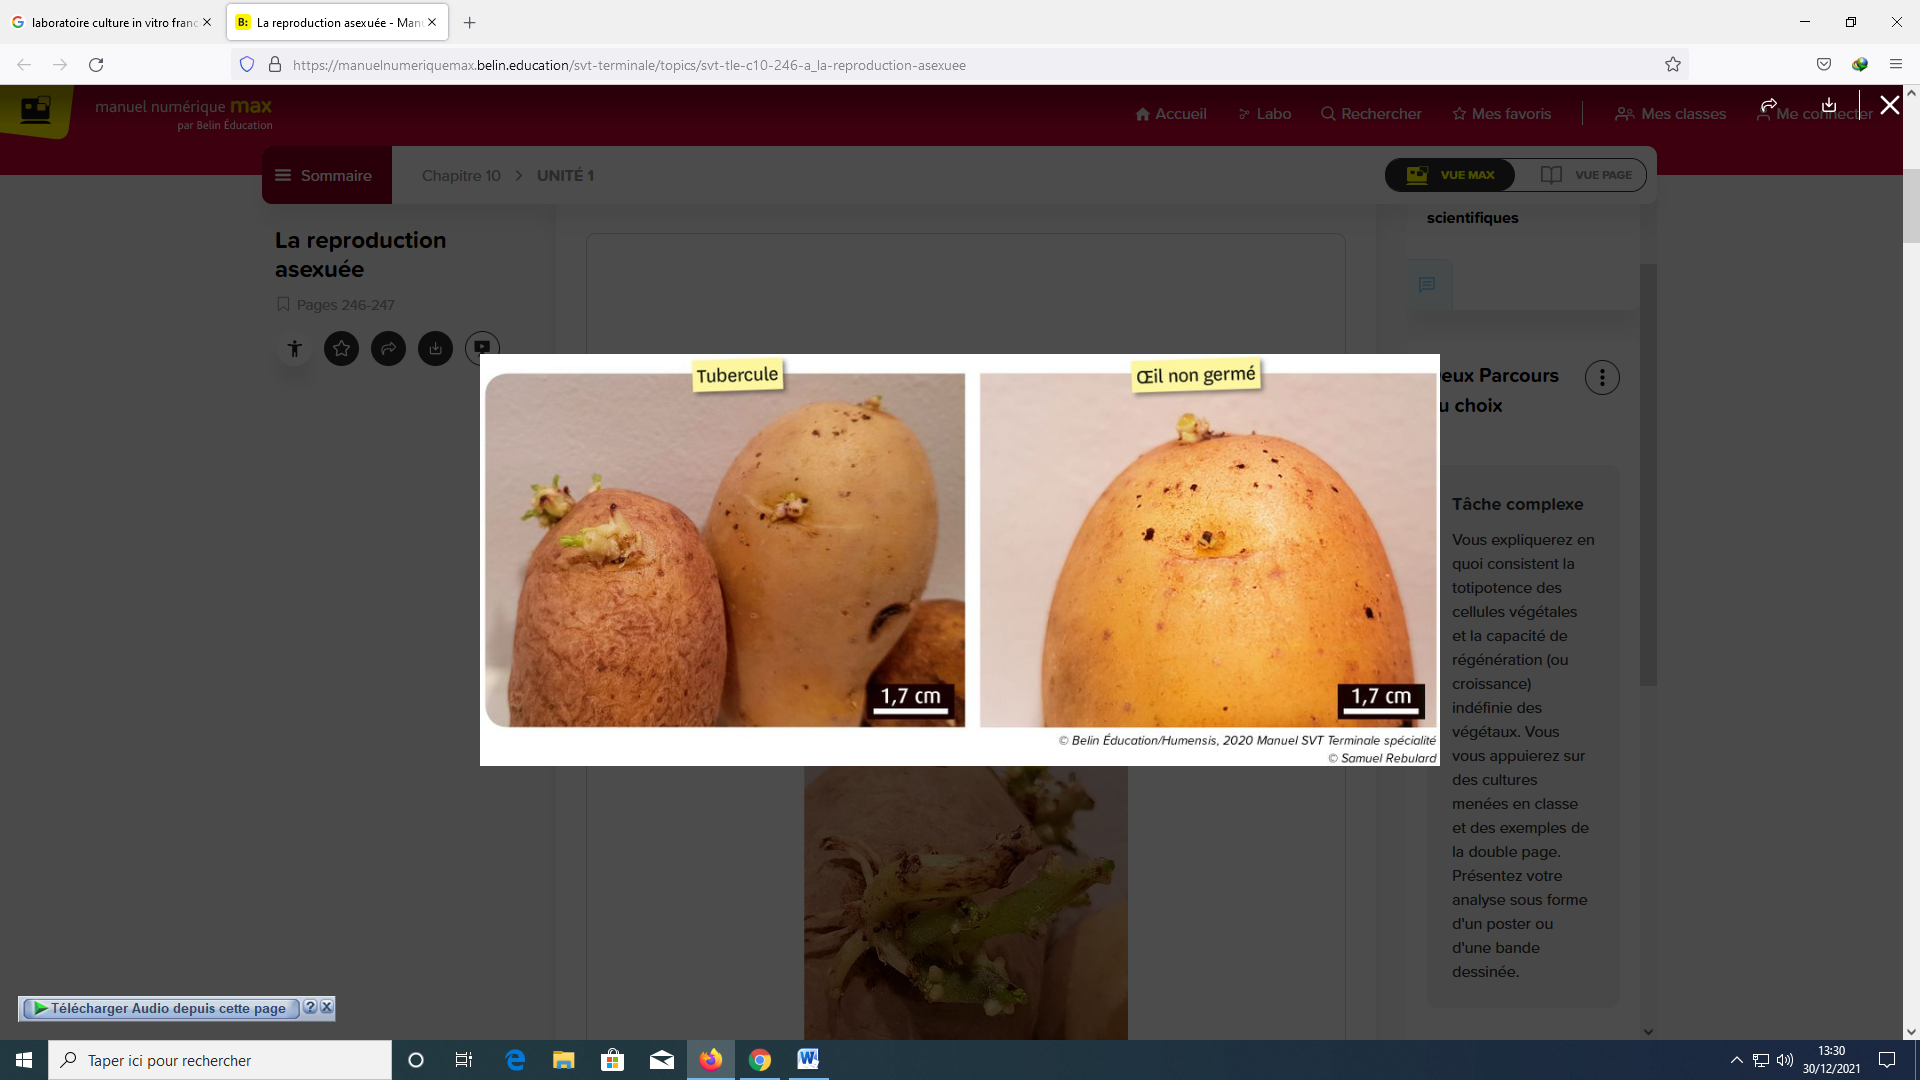 laboratoire culture in vitro franc
B: La reproduction asexuée - Manu
https://manuelnumeriquemax.belin.education/svt-terminale/topics/svt-tle-c10-246-a_la-reproduction-asexuee
manuel numérique max
par Belin Éducation
Accueil
Labo
Rechercher
Mes favoris
Mes classes
Me connecter
Sommaire
Chapitre 10 > UNITÉ 1
VUE MAX
VUE PAGE
La reproduction
asexuée
Pages 246-247
scientifiques
Tubercule
Œil non germé
1,7 cm
1,7 cm
© Belin Éducation/Humensis, 2020 Manuel SVT Terminale spécialité
© Samuel Rebulard
eux Parcours
u choix
Tâche complexe
Vous expliquerez en
quoi consistent la
totipotence des
cellules végétales
et la capacité de
régénération (ou
croissance)
indéfinie des
végétaux. Vous
vous appuierez sur
des cultures
menées en classe
et des exemples de
la double page.
Présentez votre
analyse sous forme
d'un poster ou
d'une bande
dessinée.
Télécharger Audio depuis cette page
Taper ici pour rechercher
13:30
30/12/2021